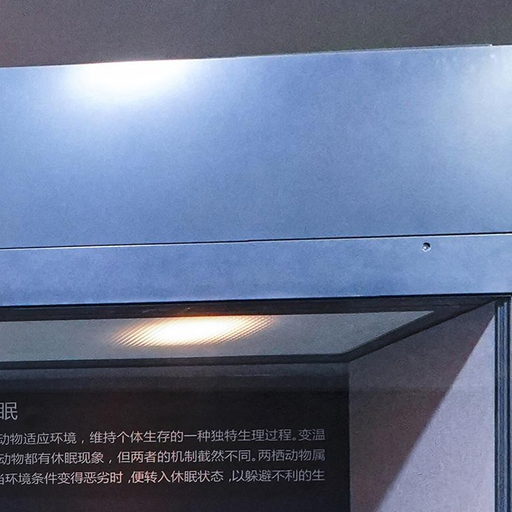 眠
动物适应环境，维持个体生存的一种独特生理过程。变温
动物都有休眠现象，但两者的机制截然不同。两栖动物属
当环境条件变得恶劣时，便转入休眠状态，以躲避不利的生